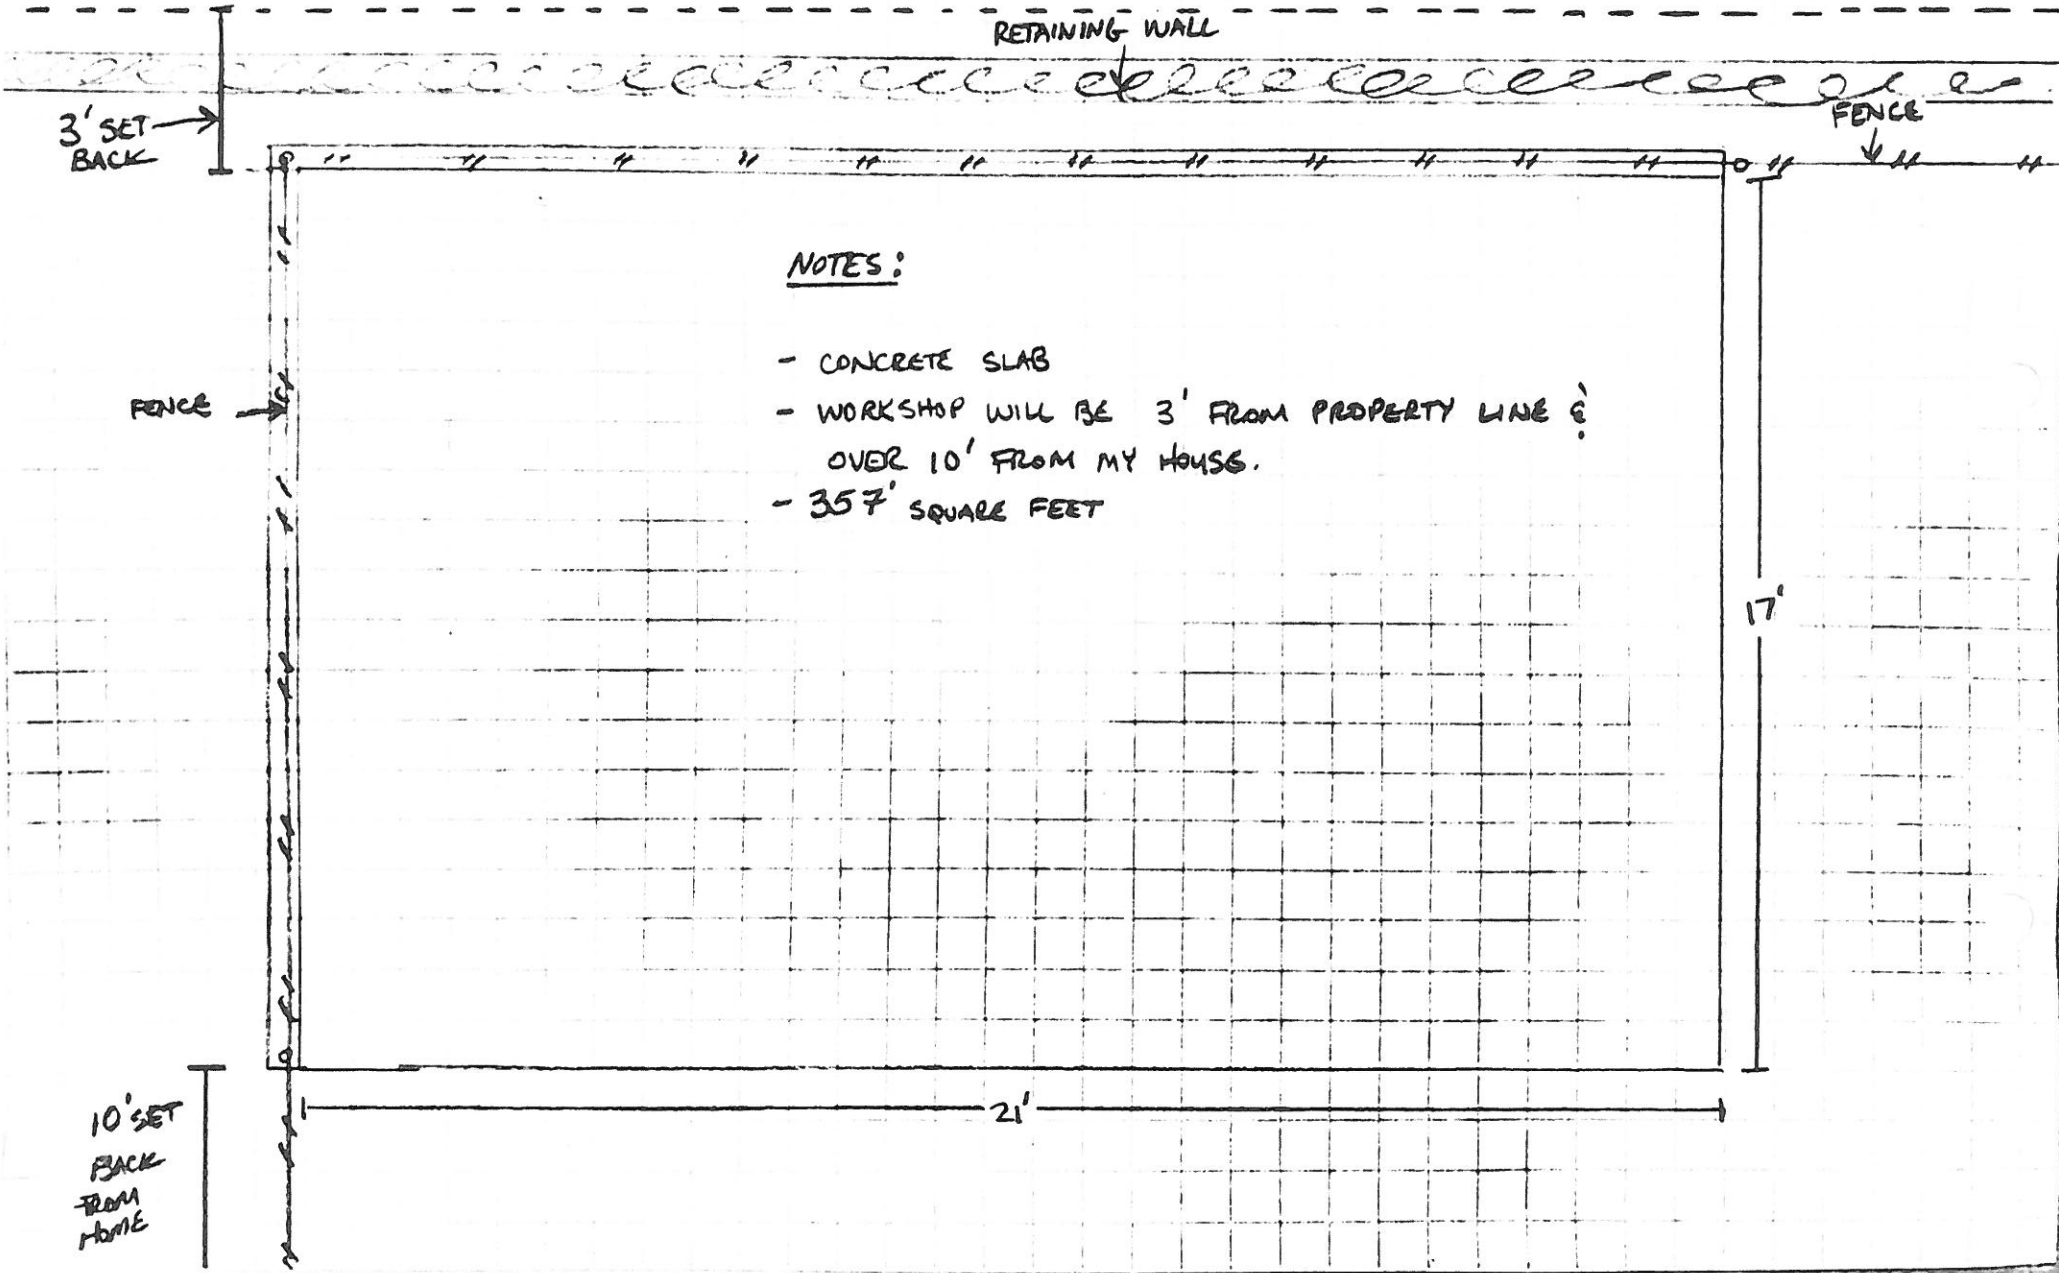 RETAINING WALL
FENCE
3' SET
BACK
NOTES:
- CONCRETE SLAB
- WORKSHOP WILL BE 3' FROM PROPERTY LINE &
OVER 10' FROM MY HOUSE.
- 357' SQUARE FEET
FENCE
17'
21'
10' SET
BACK
FROM
HOME